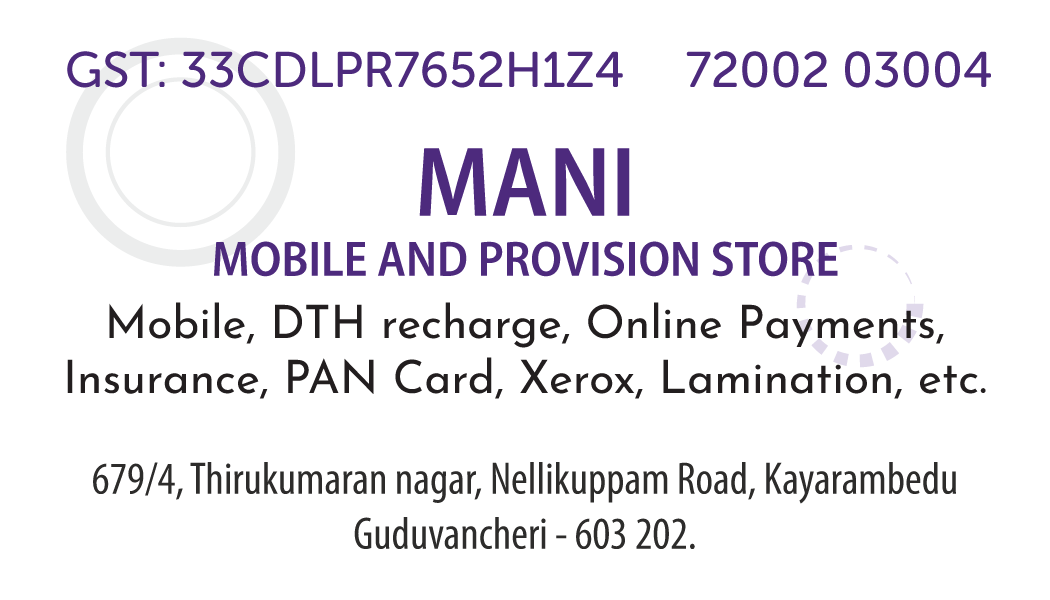 GST: 33CDLPR7652H1Z4 72002 03004
MANI
MOBILE AND PROVISION STORE
Mobile, DTH recharge, Online Payments,
Insurance, PAN Card, Xerox, Lamination, etc.
679/4, Thirukumaran nagar, Nellikuppam Road, Kayarambedu
Guduvancheri - 603 202.